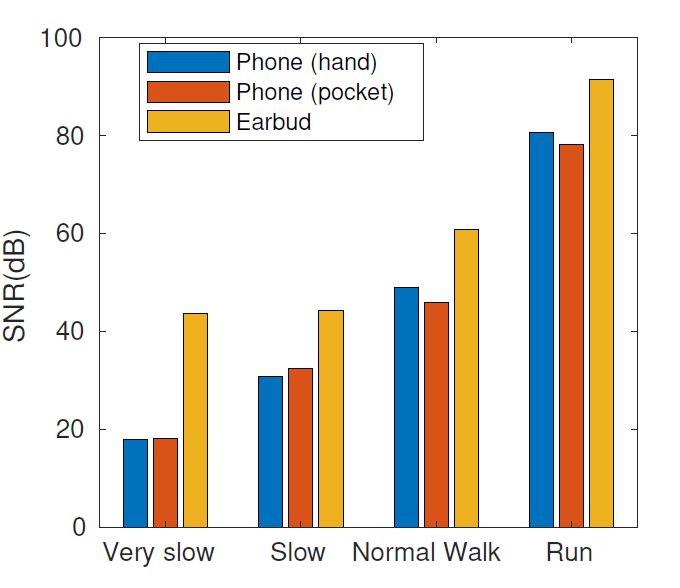 100
Phone (hand)
Phone (pocket)
Earbud
80
60
SNR(dB)
40
20
0
Very slow Slow Normal Walk Run